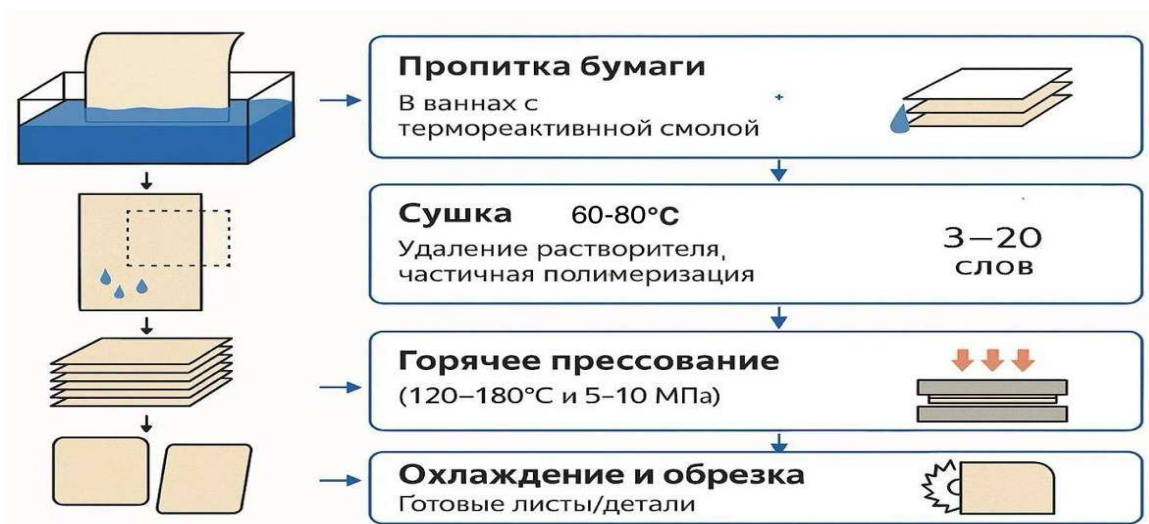 Пропитка бумаги
В ваннах с
термореактивнной смолой
Сушка 60-80°C
Удаление растворителя,
частичная полимеризация
3–20
слов
Горячее прессование
(120–180°C и 5–10 МПа)
Охлаждение и обрезка
Готовые листы/детали